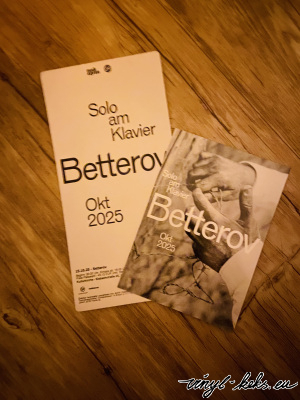 Solo
am
Klavier
Betterov
Okt
2025
Solo
am
Klavier
Betterov
Okt
2025
vinyl-keks.eu